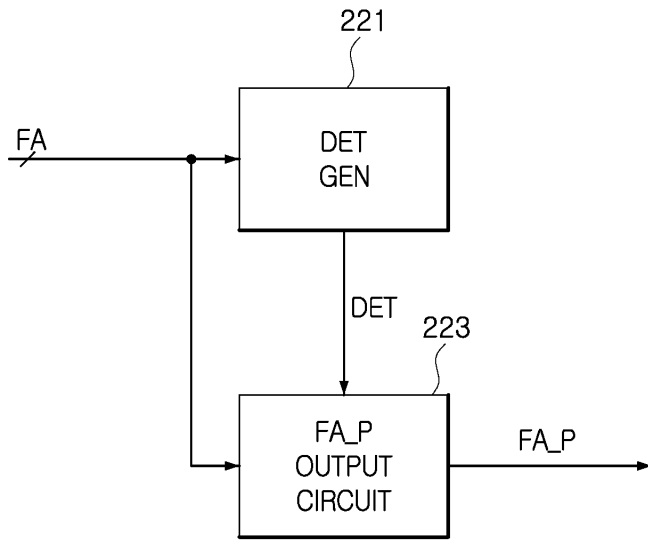 221
FA
DET
GEN
DET
223
FA_P
OUTPUT
CIRCUIT
FA_P